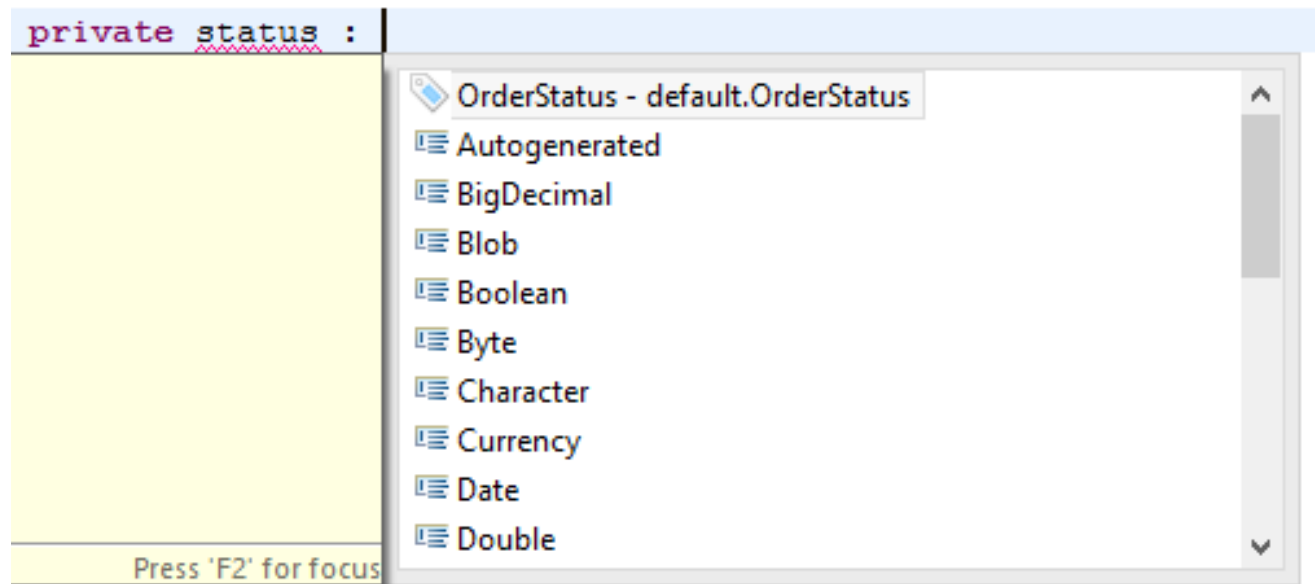 private status :
OrderStatus - default.OrderStatus
Autogenerated
BigDecimal
Blob
Boolean
Byte
Character
Currency
Date
Double
Press 'F2' for focus